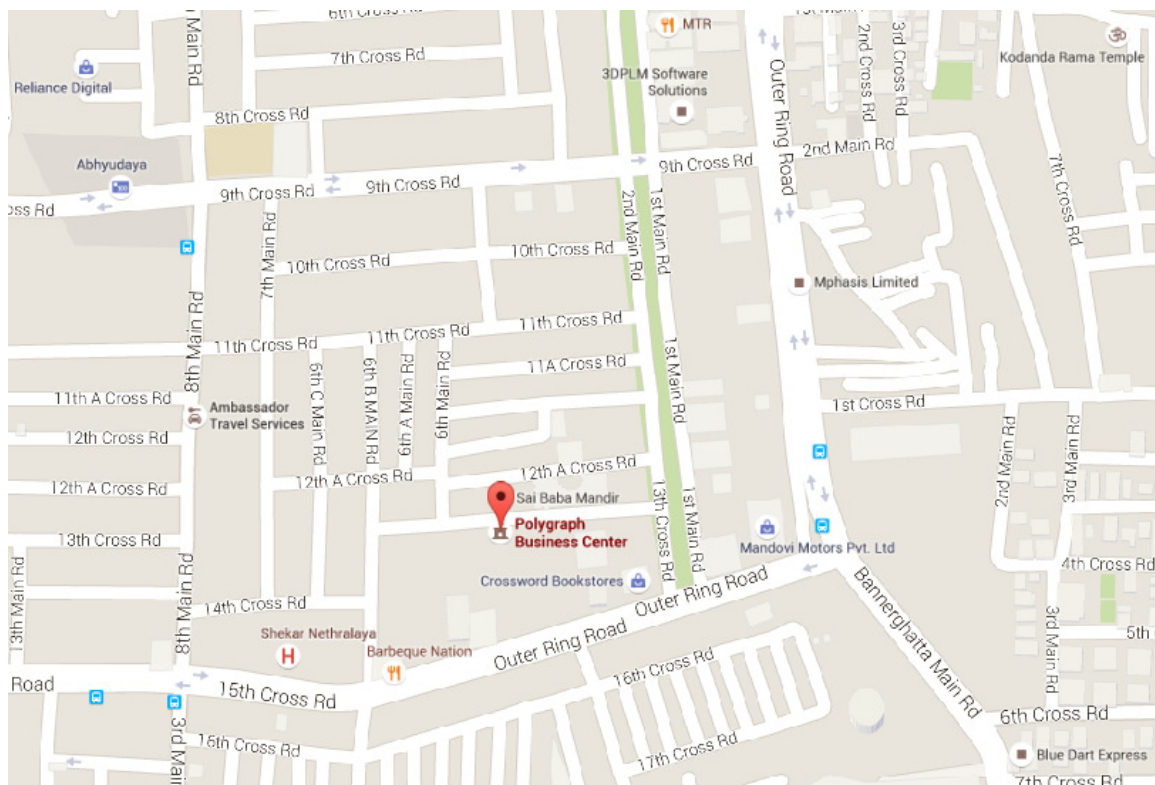 6th Cross Rd
MTR
1st Main Rd
Main Rd
7th Cross Rd
Outer Ring Road
2nd Cross Rd
3rd Cross Rd
Kodanda Rama Temple
Reliance Digital
3DPLM Software
Solutions
8th Cross Rd
Abhyudaya
9th Cross Rd
2nd Main Rd
9th Cross Rd
9th Cross Rd
7th Cross Rd
oss Rd
2nd Main Rd
1st Main Rd
7th Main Rd
10th Cross Rd
10th Cross Rd
Mphasis Limited
8th Main Rd
11th Cross Rd
11th Cross Rd
11th Cross Rd
11A Cross Rd
1st Main Rd
6th C Main Rd
6th B MAIN Rd
6th A Main Rd
6th Main Rd
11th A Cross Rd
Ambassador
Travel Services
1st Cross Rd
12th Cross Rd
2nd Main Rd
3rd Main Rd
12th A Cross Rd
12th A Cross Rd
12th A Cross Rd
Sai Baba Mandir
Polygraph
Business Center
13th Cross Rd
1st Main Rd
13th Cross Rd
Mandovi Motors Pvt. Ltd
4th Cross Rd
Crossword Bookstores
Outer Ring Road
Bannerghatta Main Rd
13th Main Rd
8th Main Rd
14th Cross Rd
3rd Main Rd
5th
Shekar Nethralaya
H
Barbeque Nation
Outer Ring Road
16th Cross Rd
Road
15th Cross Rd
3rd Main
6th Cross Rd
16th Cross Rd
17th Cross Rd
Blue Dart Express
7th Cross Rd